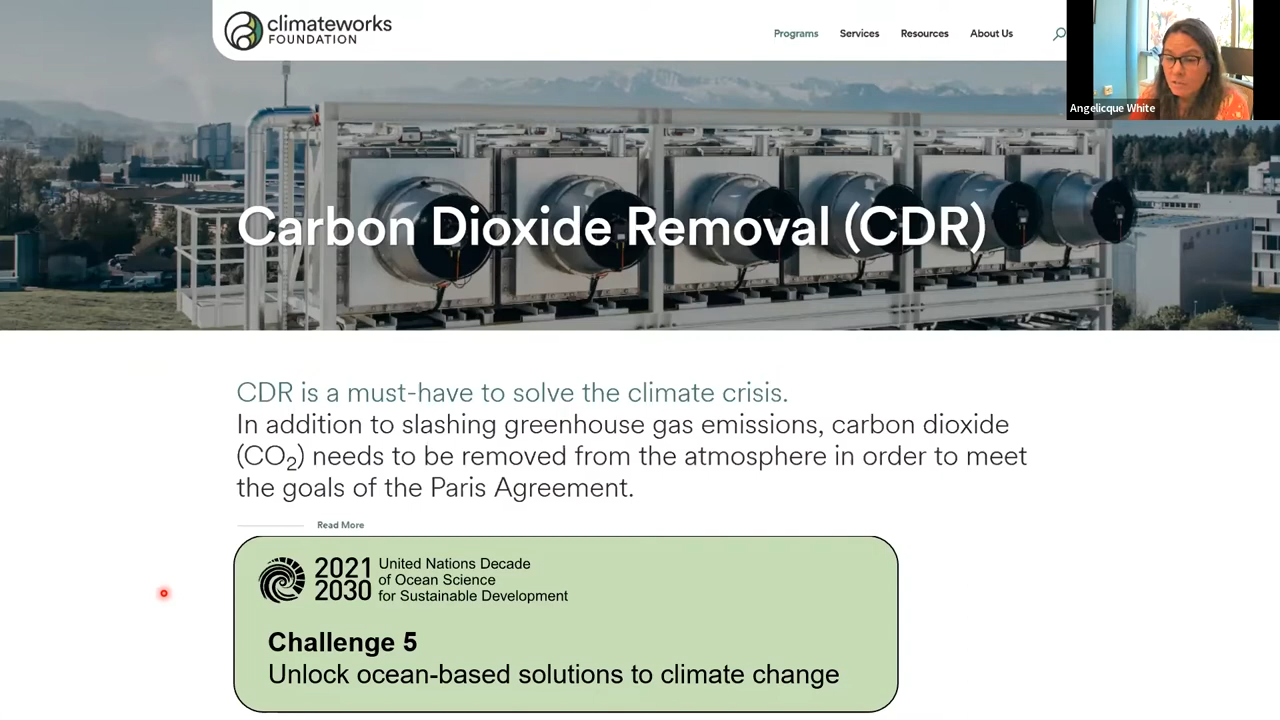 climateworks
FOUNDATION
Programs Services Resources About Us
Angelicque White
Carbon Dioxide Removal (CDR)
CDR is a must-have to solve the climate crisis.
In addition to slashing greenhouse gas emissions, carbon dioxide
(CO₂) needs to be removed from the atmosphere in order to meet
the goals of the Paris Agreement.
Read More
2021
2030
United Nations Decade
of Ocean Science
for Sustainable Development
Challenge 5
Unlock ocean-based solutions to climate change